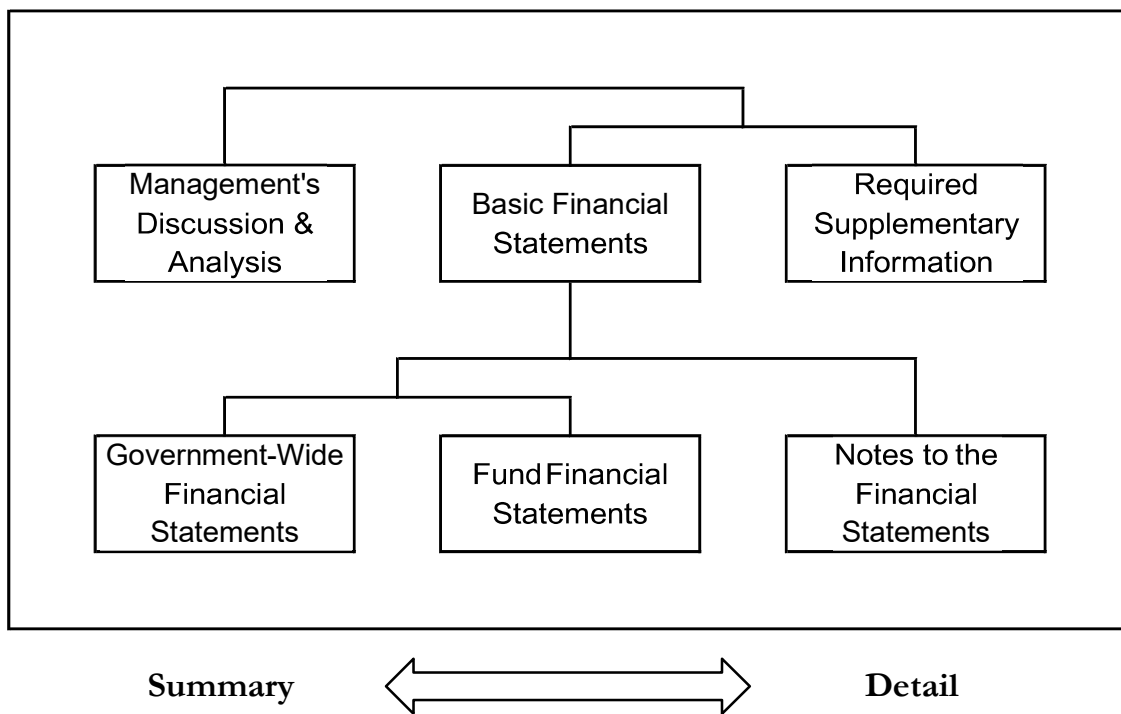 Management's
Discussion &
Analysis
Basic Financial
Statements
Required
Supplementary
Information
Government-Wide
Financial
Statements
Fund Financial
Statements
Notes to the
Financial
Statements
Summary
Detail